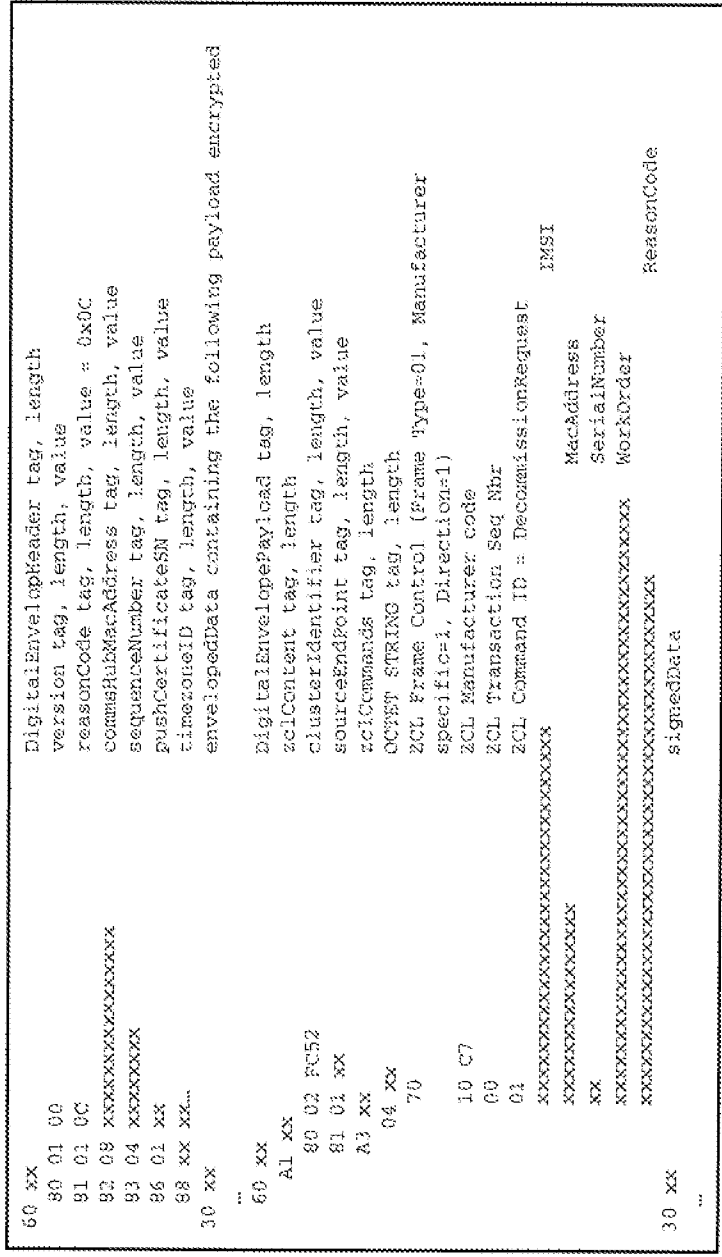 60 xx DigitalEnvelopHeader tag, length
80 01 00 version tag, length, value
81 01 0C reasonCode tag, length, value = 0x0C
82 08 xxxxxxxxxxxxxxxx commsHubMacAddress tag, length, value
83 04 xxxxxxxx sequenceNumber tag, length, value
86 01 xx pushCertificateSN tag, length, value
88 xx xx… timezoneID tag, length, value
30 xx envelopedData containing the following payload encrypted
…
60 xx DigitalEnvelopePayload tag, length
A1 xx zclContent tag, length
80 02 FC52 clusterIdentifier tag, length, value
81 01 xx sourceEndPoint tag, length, value
A3 xx zclCommands tag, length
04 xx OCTET STRING tag, length
70 ZCL Frame Control (Frame Type=01, Manufacturer
specific=1, Direction=1)
10 C7 ZCL Manufacturer code
00 ZCL Transaction Seq Nbr
01 ZCL Command ID = DecommissionRequest
xxxxxxxxxxxxxxxxxxxxxxxxxxxxxx IMSI
xxxxxxxxxxxxxxxx MacAddress
xx SerialNumber
xxxxxxxxxxxxxxxxxxxxxxxxxxxxxxxxxxxxxxxxxxxxxxxx WorkOrder
xxxxxxxxxxxxxxxxxxxxxxxxxxxxxxxxxxxxxxxx ReasonCode
30 xx signedData
…